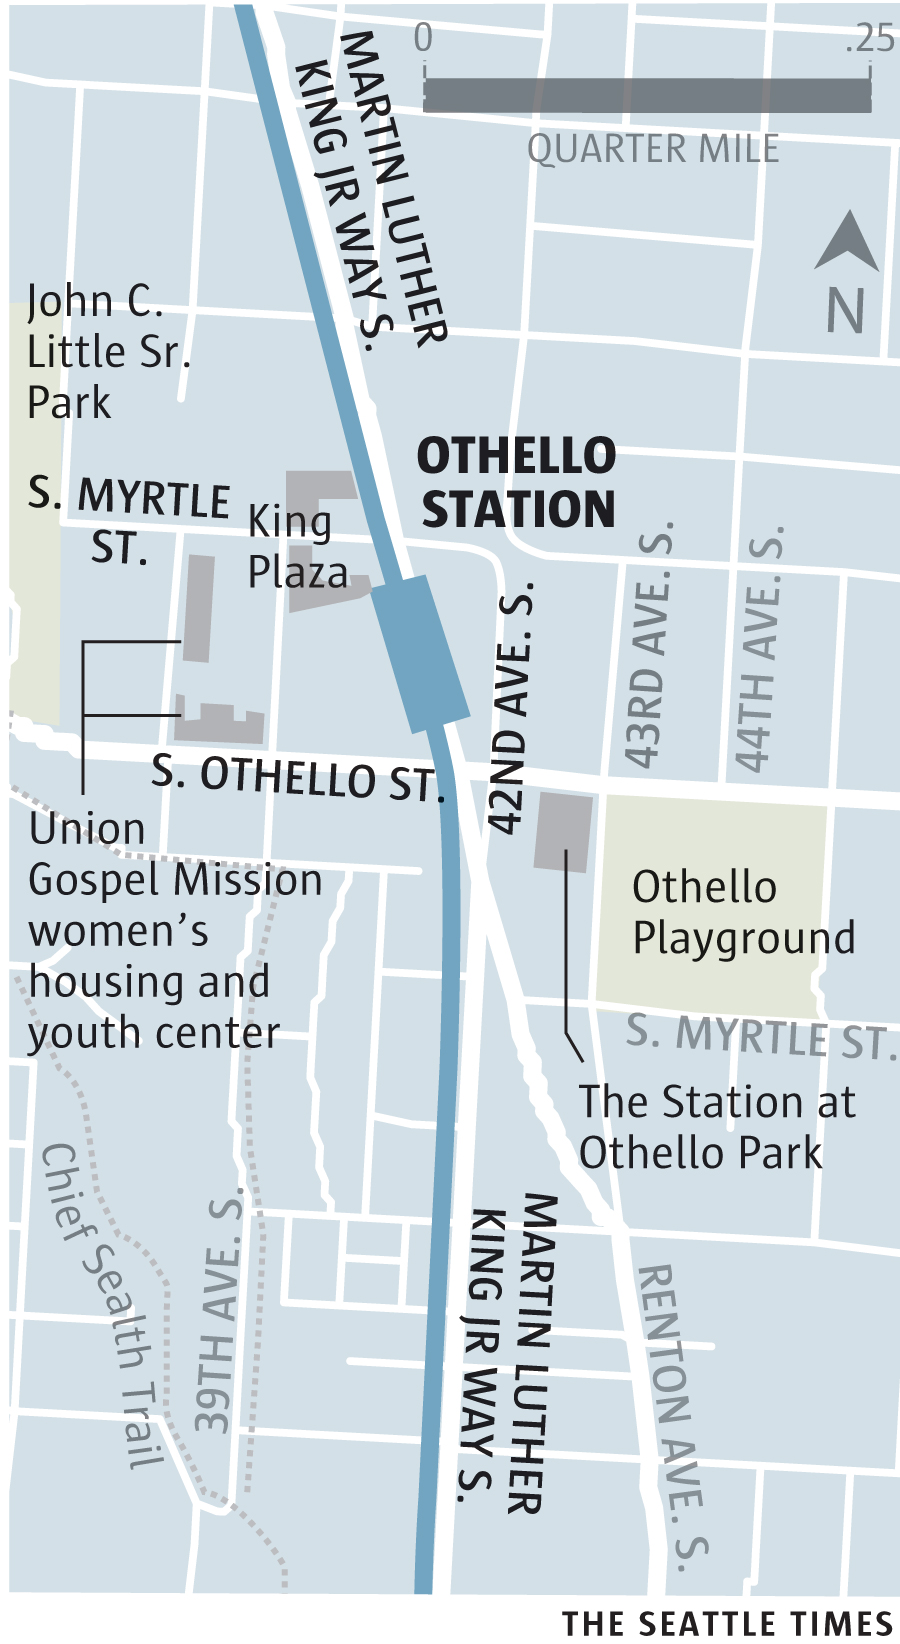 0
.25
QUARTER MILE
MARTIN LUTHER
KING JR WAY S.
N
John C.
Little Sr.
Park
OTHELLO
STATION
S. MYRTLE
ST.
King
Plaza
42ND AVE. S.
43RD AVE. S.
44TH AVE. S.
S. OTHELLO ST.
Union
Gospel Mission
women’s
housing and
youth center
Othello
Playground
S. MYRTLE ST.
The Station at
Othello Park
Chief Sealth Trail
39TH AVE. S.
MARTIN LUTHER
KING JR WAY S.
RENTON AVE. S.
THE SEATTLE TIMES